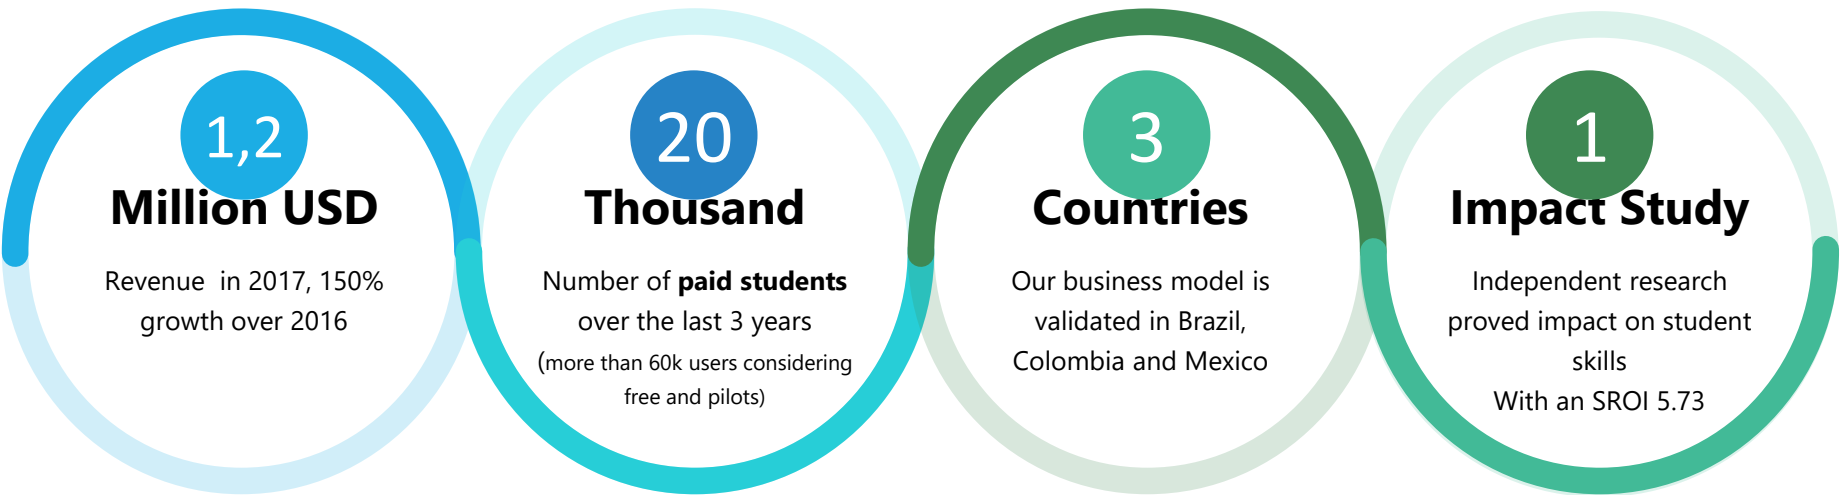 1,2
Million USD
Revenue  in 2017, 150%
growth over 2016
20
Thousand
Number of paid students
over the last 3 years
(more than 60k users considering
free and pilots)
3
Countries
Our business model is
validated in Brazil,
Colombia and Mexico
1
Impact Study
Independent research
proved impact on student
skills
With an SROI 5.73